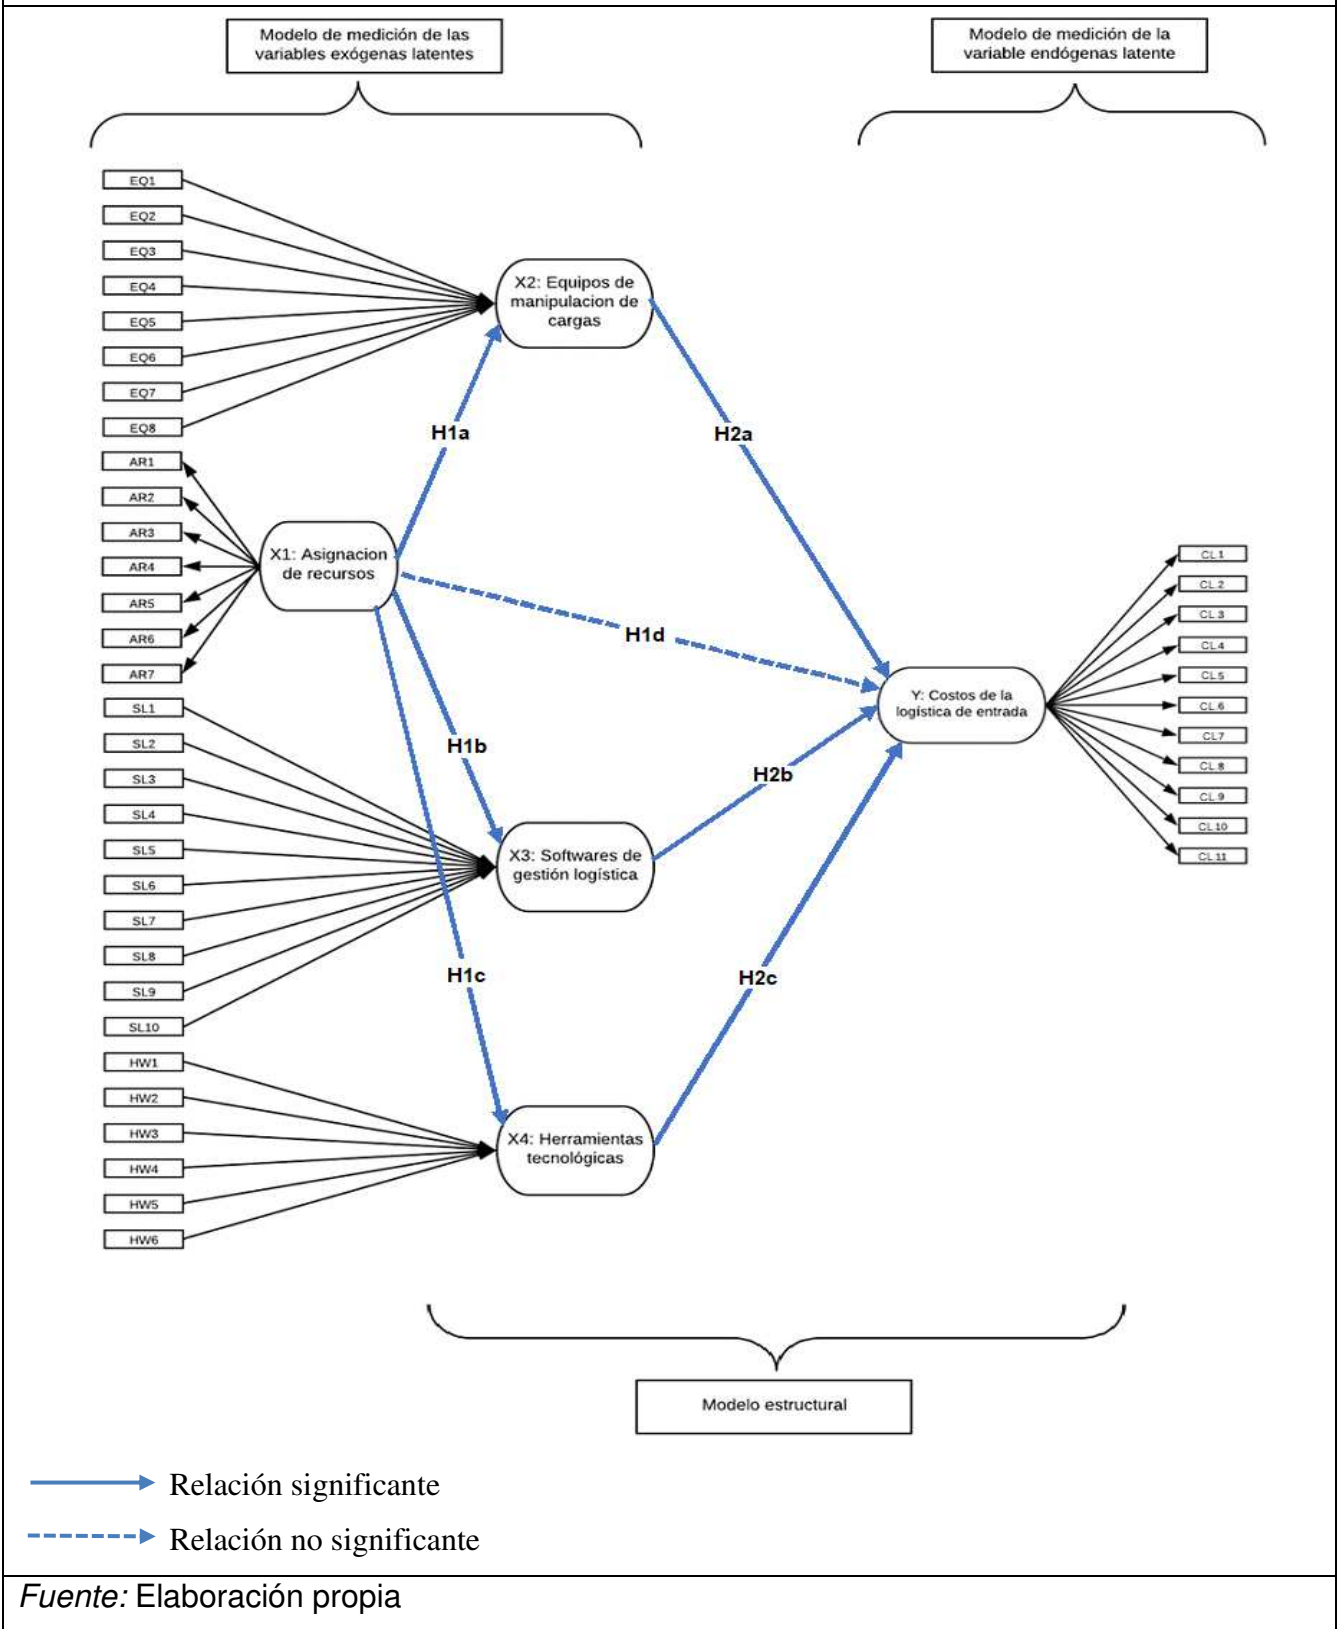 Modelo de medición de las
variables exógenas latentes
Modelo de medición de la
variable endógenas latente
EQ1
EQ2
EQ3
EQ4
EQ5
EQ6
EQ7
EQ8
X2: Equipos de
manipulacion de
cargas
H1a
H2a
AR1
AR2
AR3
AR4
AR5
AR6
AR7
X1: Asignacion
de recursos
H1d
CL.1
CL.2
CL.3
CL.4
CL.5
CL.6
CL7
CL.8
CL.9
CL.10
CL.11
Y: Costos de la
logística de entrada
SL1
SL2
SL3
SL4
SL5
SL6
SL7
SL8
SL9
SL10
H1b
H2b
X3: Softwares de
gestión logística
H1c
H2c
HW1
HW2
HW3
HW4
HW5
HW6
X4: Herramientas
tecnológicas
Modelo estructural
Relación significante
Relación no significante
Fuente: Elaboración propia